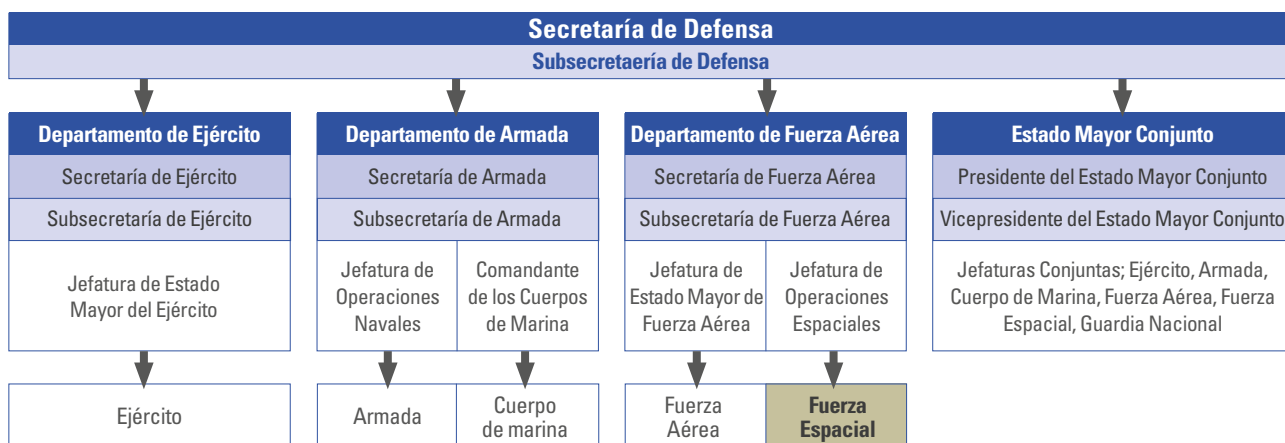 Secretaría de Defensa
Subsecretaería de Defensa
Departamento de Ejército
Secretaría de Ejército
Subsecretaría de Ejército
Jefatura de Estado
Mayor del Ejército
Ejército
Departamento de Armada
Secretaría de Armada
Subsecretaría de Armada
Jefatura de
Operaciones
Navales
Comandante
de los Cuerpos
de Marina
Armada
Cuerpo
de marina
Departamento de Fuerza Aérea
Secretaría de Fuerza Aérea
Subsecretaría de Fuerza Aérea
Jefatura de
Estado Mayor de
Fuerza Aérea
Jefatura de
Operaciones
Espaciales
Fuerza
Aérea
Fuerza
Espacial
Estado Mayor Conjunto
Presidente del Estado Mayor Conjunto
Vicepresidente del Estado Mayor Conjunto
Jefaturas Conjuntas; Ejército, Armada,
Cuerpo de Marina, Fuerza Aérea, Fuerza
Espacial, Guardia Nacional